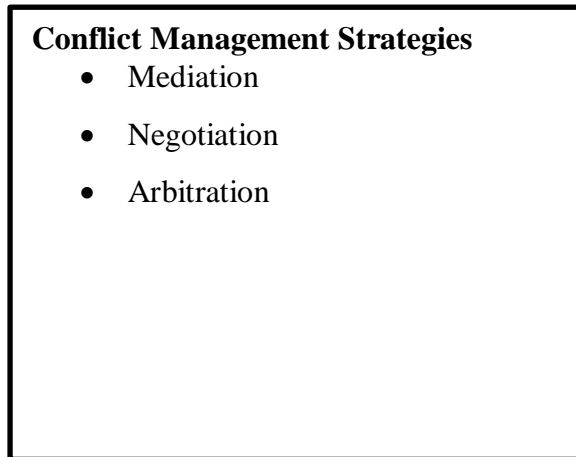 Conflict Management Strategies
• Mediation
• Negotiation
• Arbitration